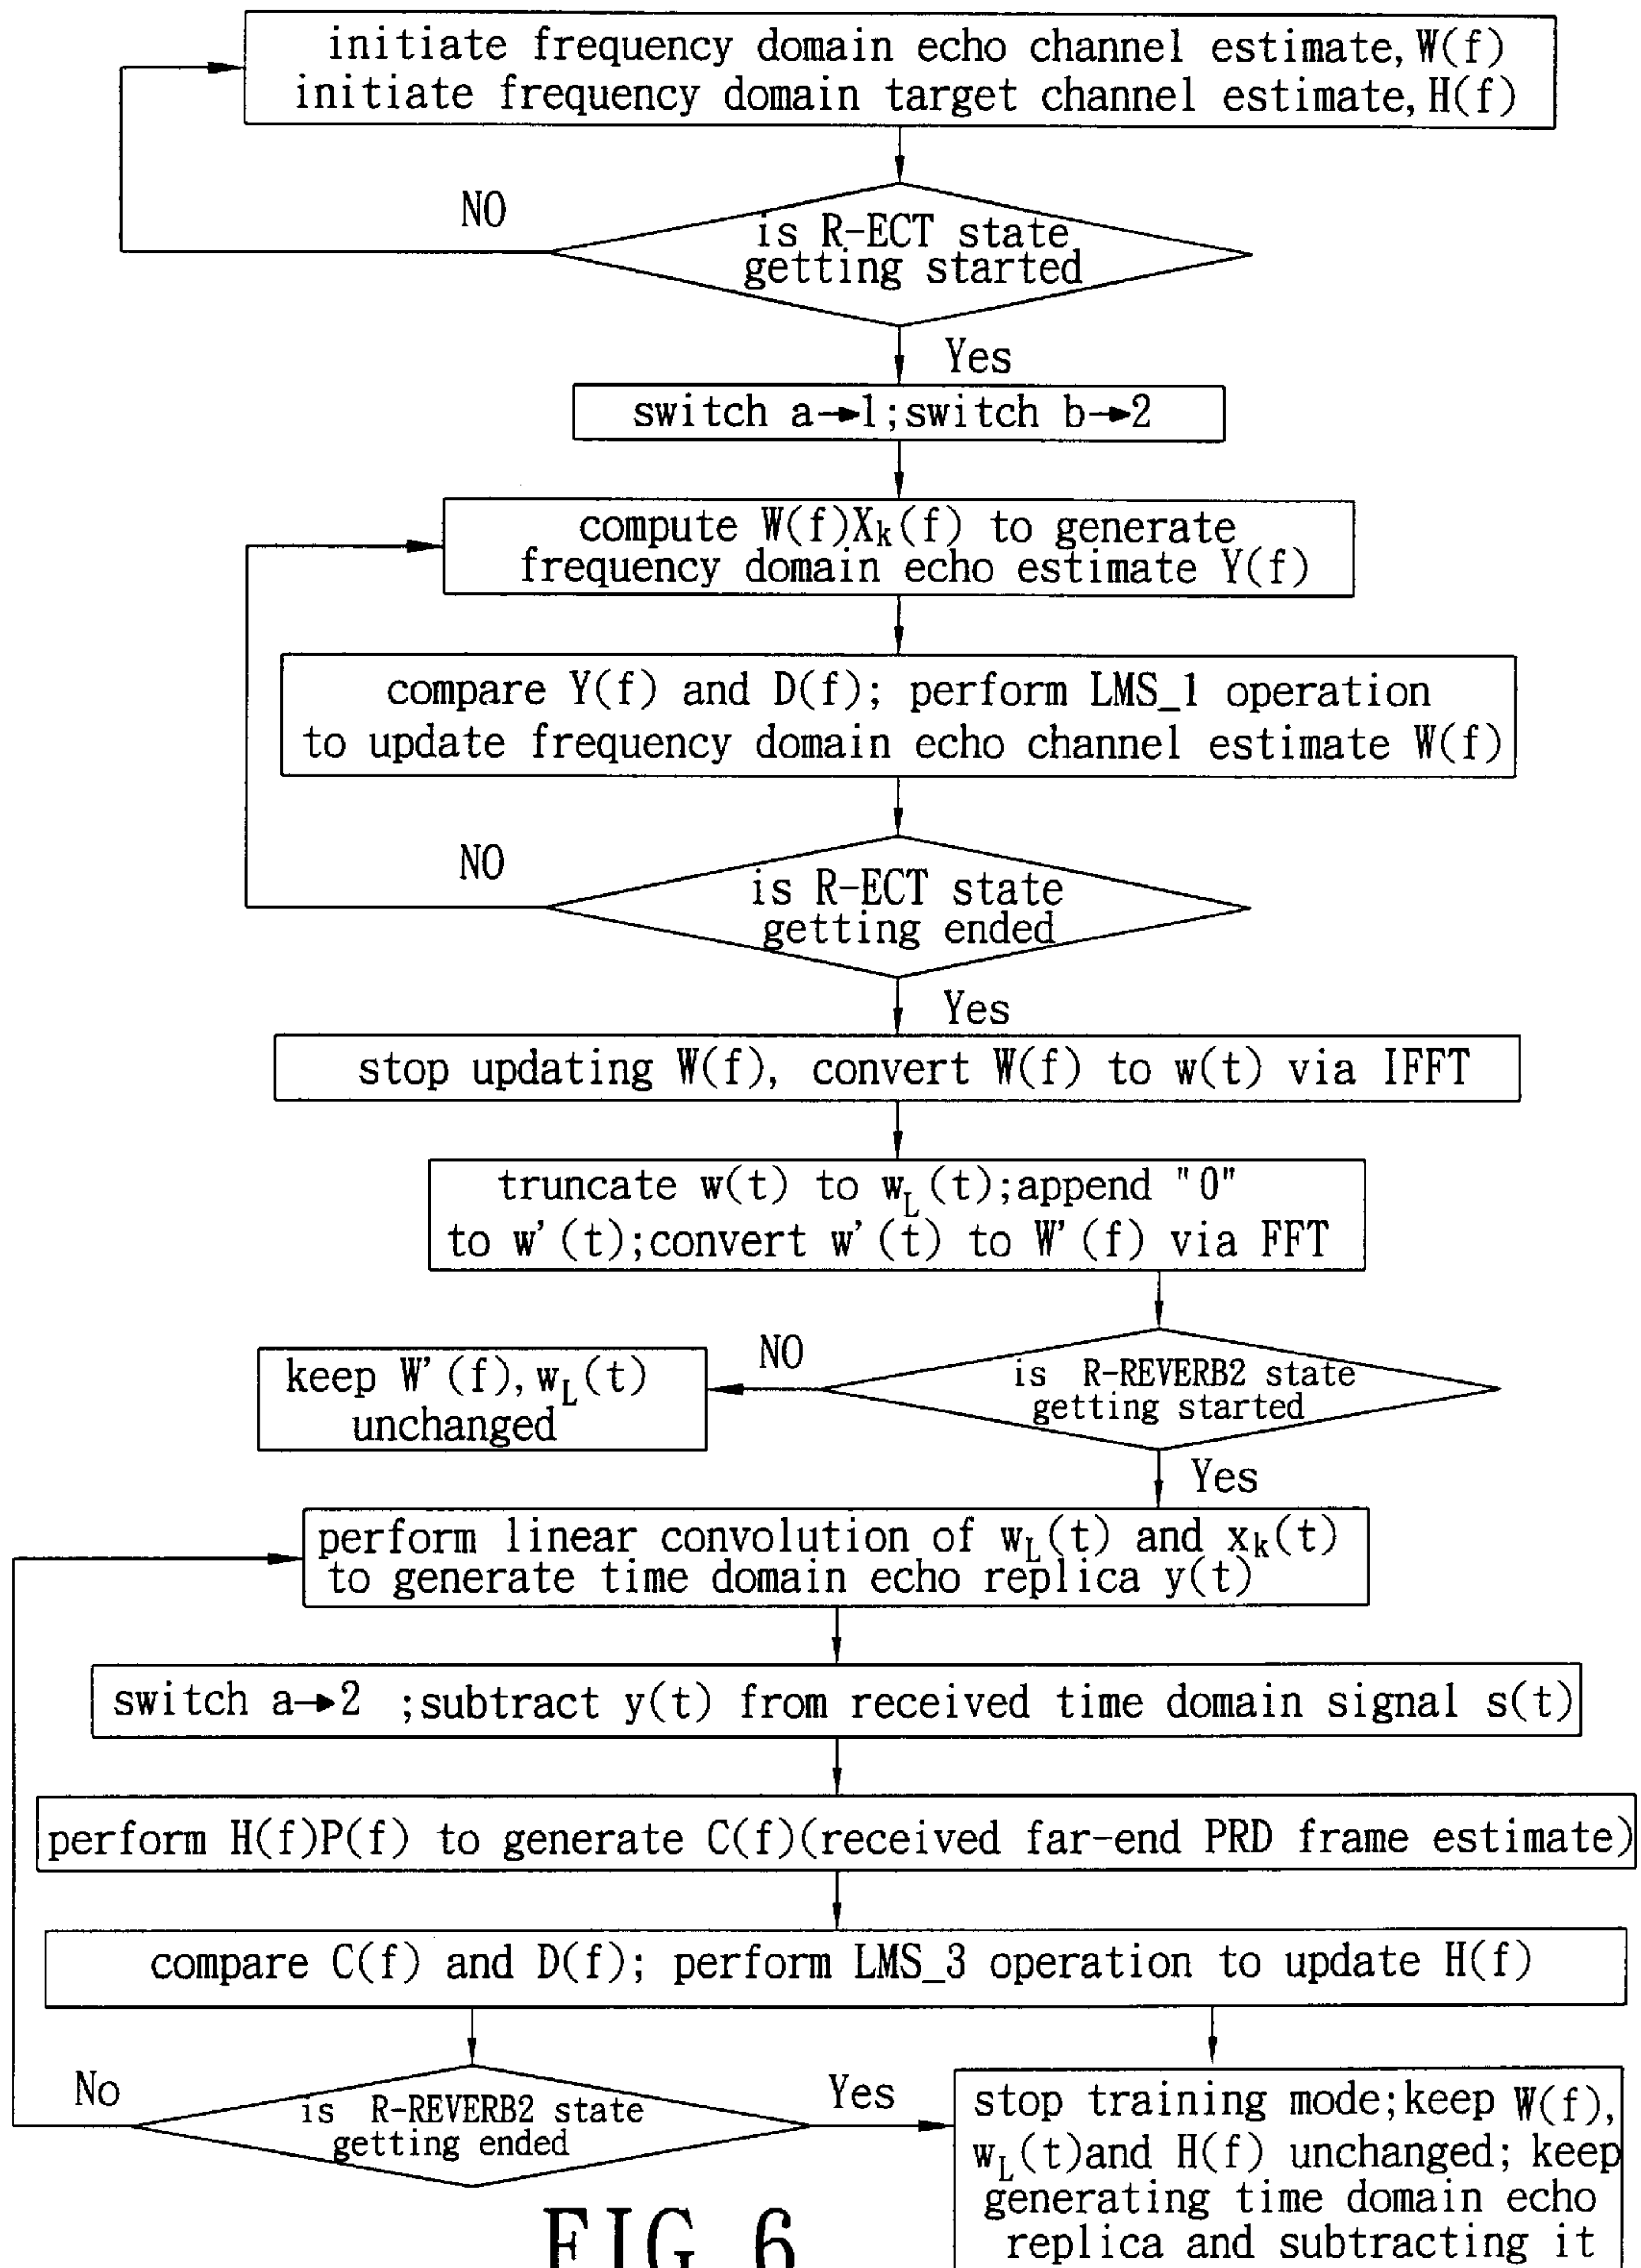 initiate frequency domain echo channel estimate, W(f)
initiate frequency domain target channel estimate, H(f)
NO
is R-ECT state
getting started
Yes
switch a→1;switch b→2
compute W(f)Xk(f) to generate
frequency domain echo estimate Y(f)
compare Y(f) and D(f); perform LMS_1 operation
to update frequency domain echo channel estimate W(f)
NO
is R-ECT state
getting ended
Yes
stop updating W(f), convert W(f) to w(t) via IFFT
truncate w(t) to wL(t);append "0"
to w'(t);convert w'(t) to W'(f) via FFT
NO
keep W'(f), wL(t)
unchanged
is R-REVERB2 state
getting started
Yes
perform linear convolution of wL(t) and xk(t)
to generate time domain echo replica y(t)
switch a→2 ;subtract y(t) from received time domain signal s(t)
perform H(f)P(f) to generate C(f)(received far-end PRD frame estimate)
compare C(f) and D(f); perform LMS_3 operation to update H(f)
No
is R-REVERB2 state
getting ended
Yes
stop training mode;keep W(f),
wL(t)and H(f) unchanged; keep
generating time domain echo
replica and subtracting it
FIG 6